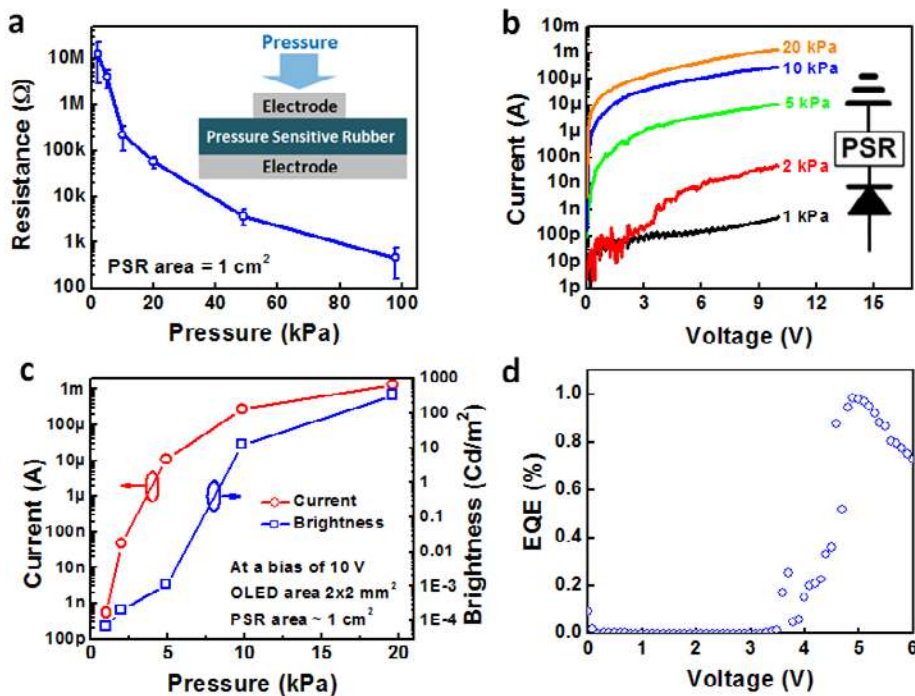 a
Resistance (Ω)
10M
1M
100k
10k
1k
100
Pressure
Electrode
Pressure Sensitive Rubber
Electrode
PSR area = 1 cm²
0 20 40 60 80 100
Pressure (kPa)
b
Current (A)
10m
1m
100µ
10µ
1µ
100n
10n
1n
100p
10p
1p
20 kPa
10 kPa
5 kPa
2 kPa
1 kPa
PSR
0 3 6 9 12 15
Voltage (V)
c
Current (A)
1m
100µ
10µ
1µ
100n
10n
1n
100p
Current
Brightness
At a bias of 10 V
OLED area 2x2 mm²
PSR area ~ 1 cm²
1000
100
10
1
0.1
0.01
1E-3
1E-4
Brightness (Cd/m²)
0 5 10 15 20
Pressure (kPa)
d
EQE (%)
1.0
0.8
0.6
0.4
0.2
0.0
0 1 2 3 4 5 6
Voltage (V)